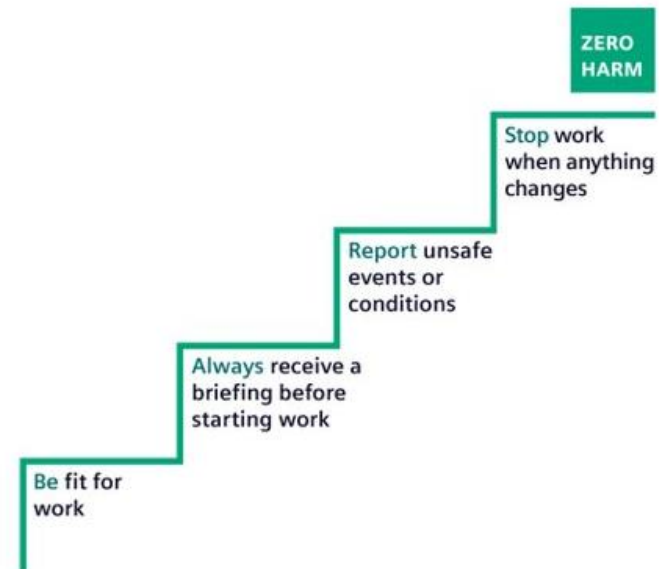 ZERO
HARM
Stop work
when anything
changes
Report unsafe
events or
conditions
Always receive a
briefing before
starting work
Be fit for
work